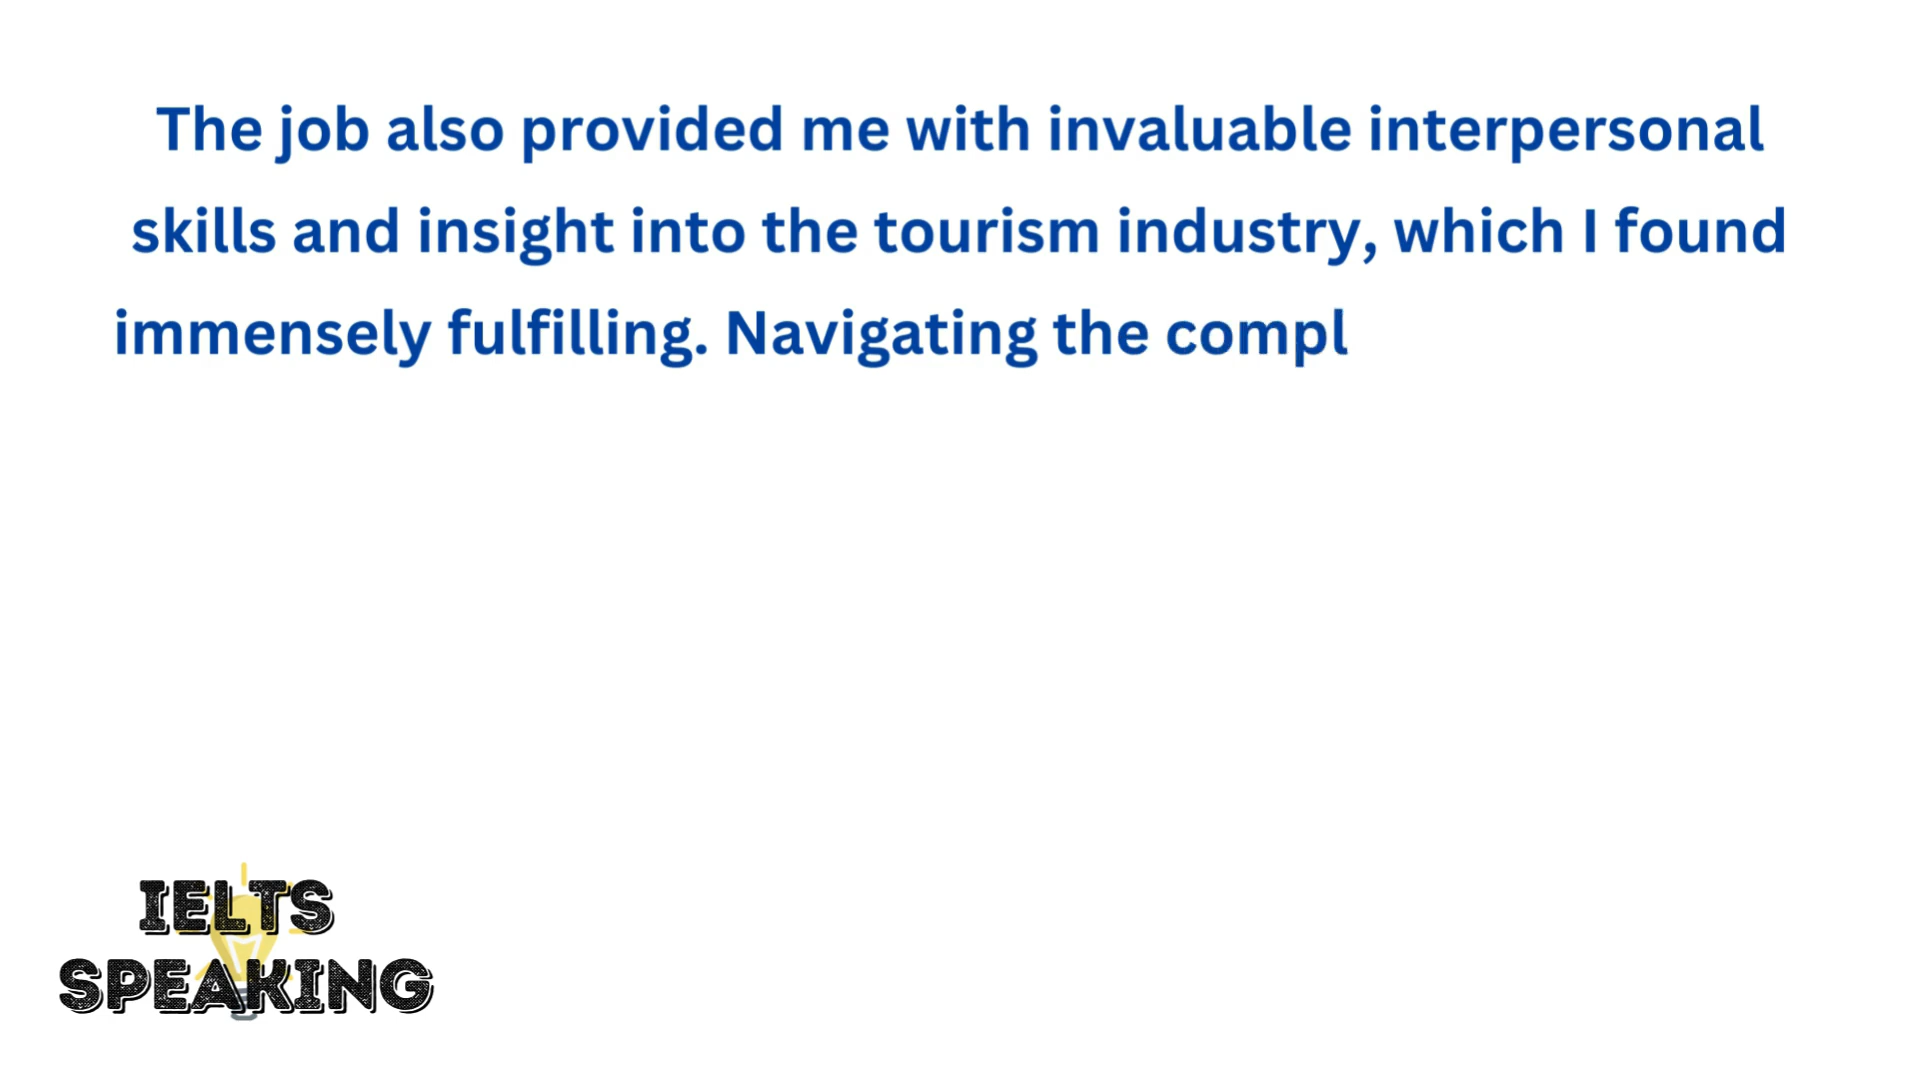 The job also provided me with invaluable interpersonal
skills and insight into the tourism industry, which I found
immensely fulfilling. Navigating the compl
IELTS
SPEAKING